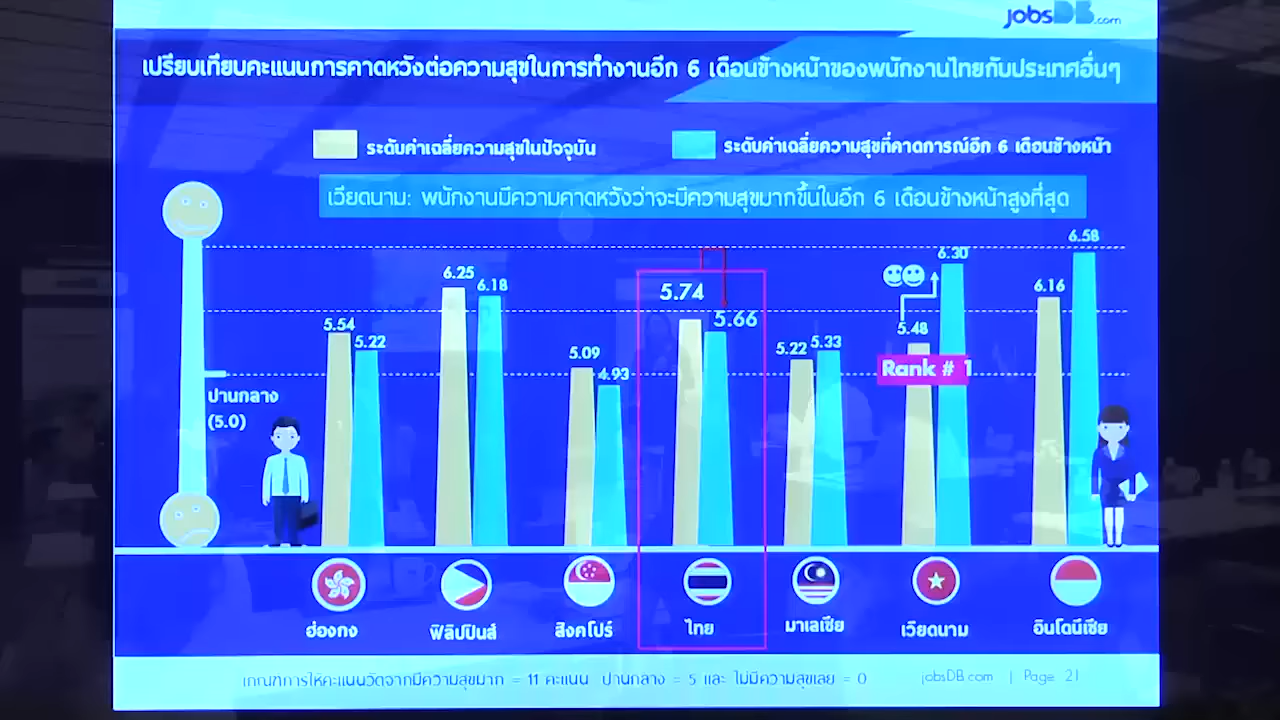 jobsDB.com
เปรียบเทียบคะแนนการคาดหวังต่อความสุขในการทำงานอีก 6 เดือนข้างหน้าของพนักงานไทยกับประเทศอื่นๆ
ระดับค่าเฉลี่ยความสุขในปัจจุบัน
ระดับค่าเฉลี่ยความสุขที่คาดการณ์อีก 6 เดือนข้างหน้า
เวียดนาม: พนักงานมีความคาดหวังว่าจะมีความสุขมากขึ้นในอีก 6 เดือนข้างหน้าสูงที่สุด
5.54
5.22
6.25
6.18
5.09
4.93
5.74
5.66
5.22
5.33
5.48
6.30
6.16
6.58
Rank # 1
ปานกลาง
(5.0)
ฮ่องกง
ฟิลิปปินส์
สิงคโปร์
ไทย
มาเลเซีย
เวียดนาม
อินโดนีเซีย
เกณฑ์การให้คะแนนวัดจากมีความสุขมาก = 11 คะแนน ปานกลาง = 5 และ ไม่มีความสุขเลย = 0
jobsDB.com | Page 21